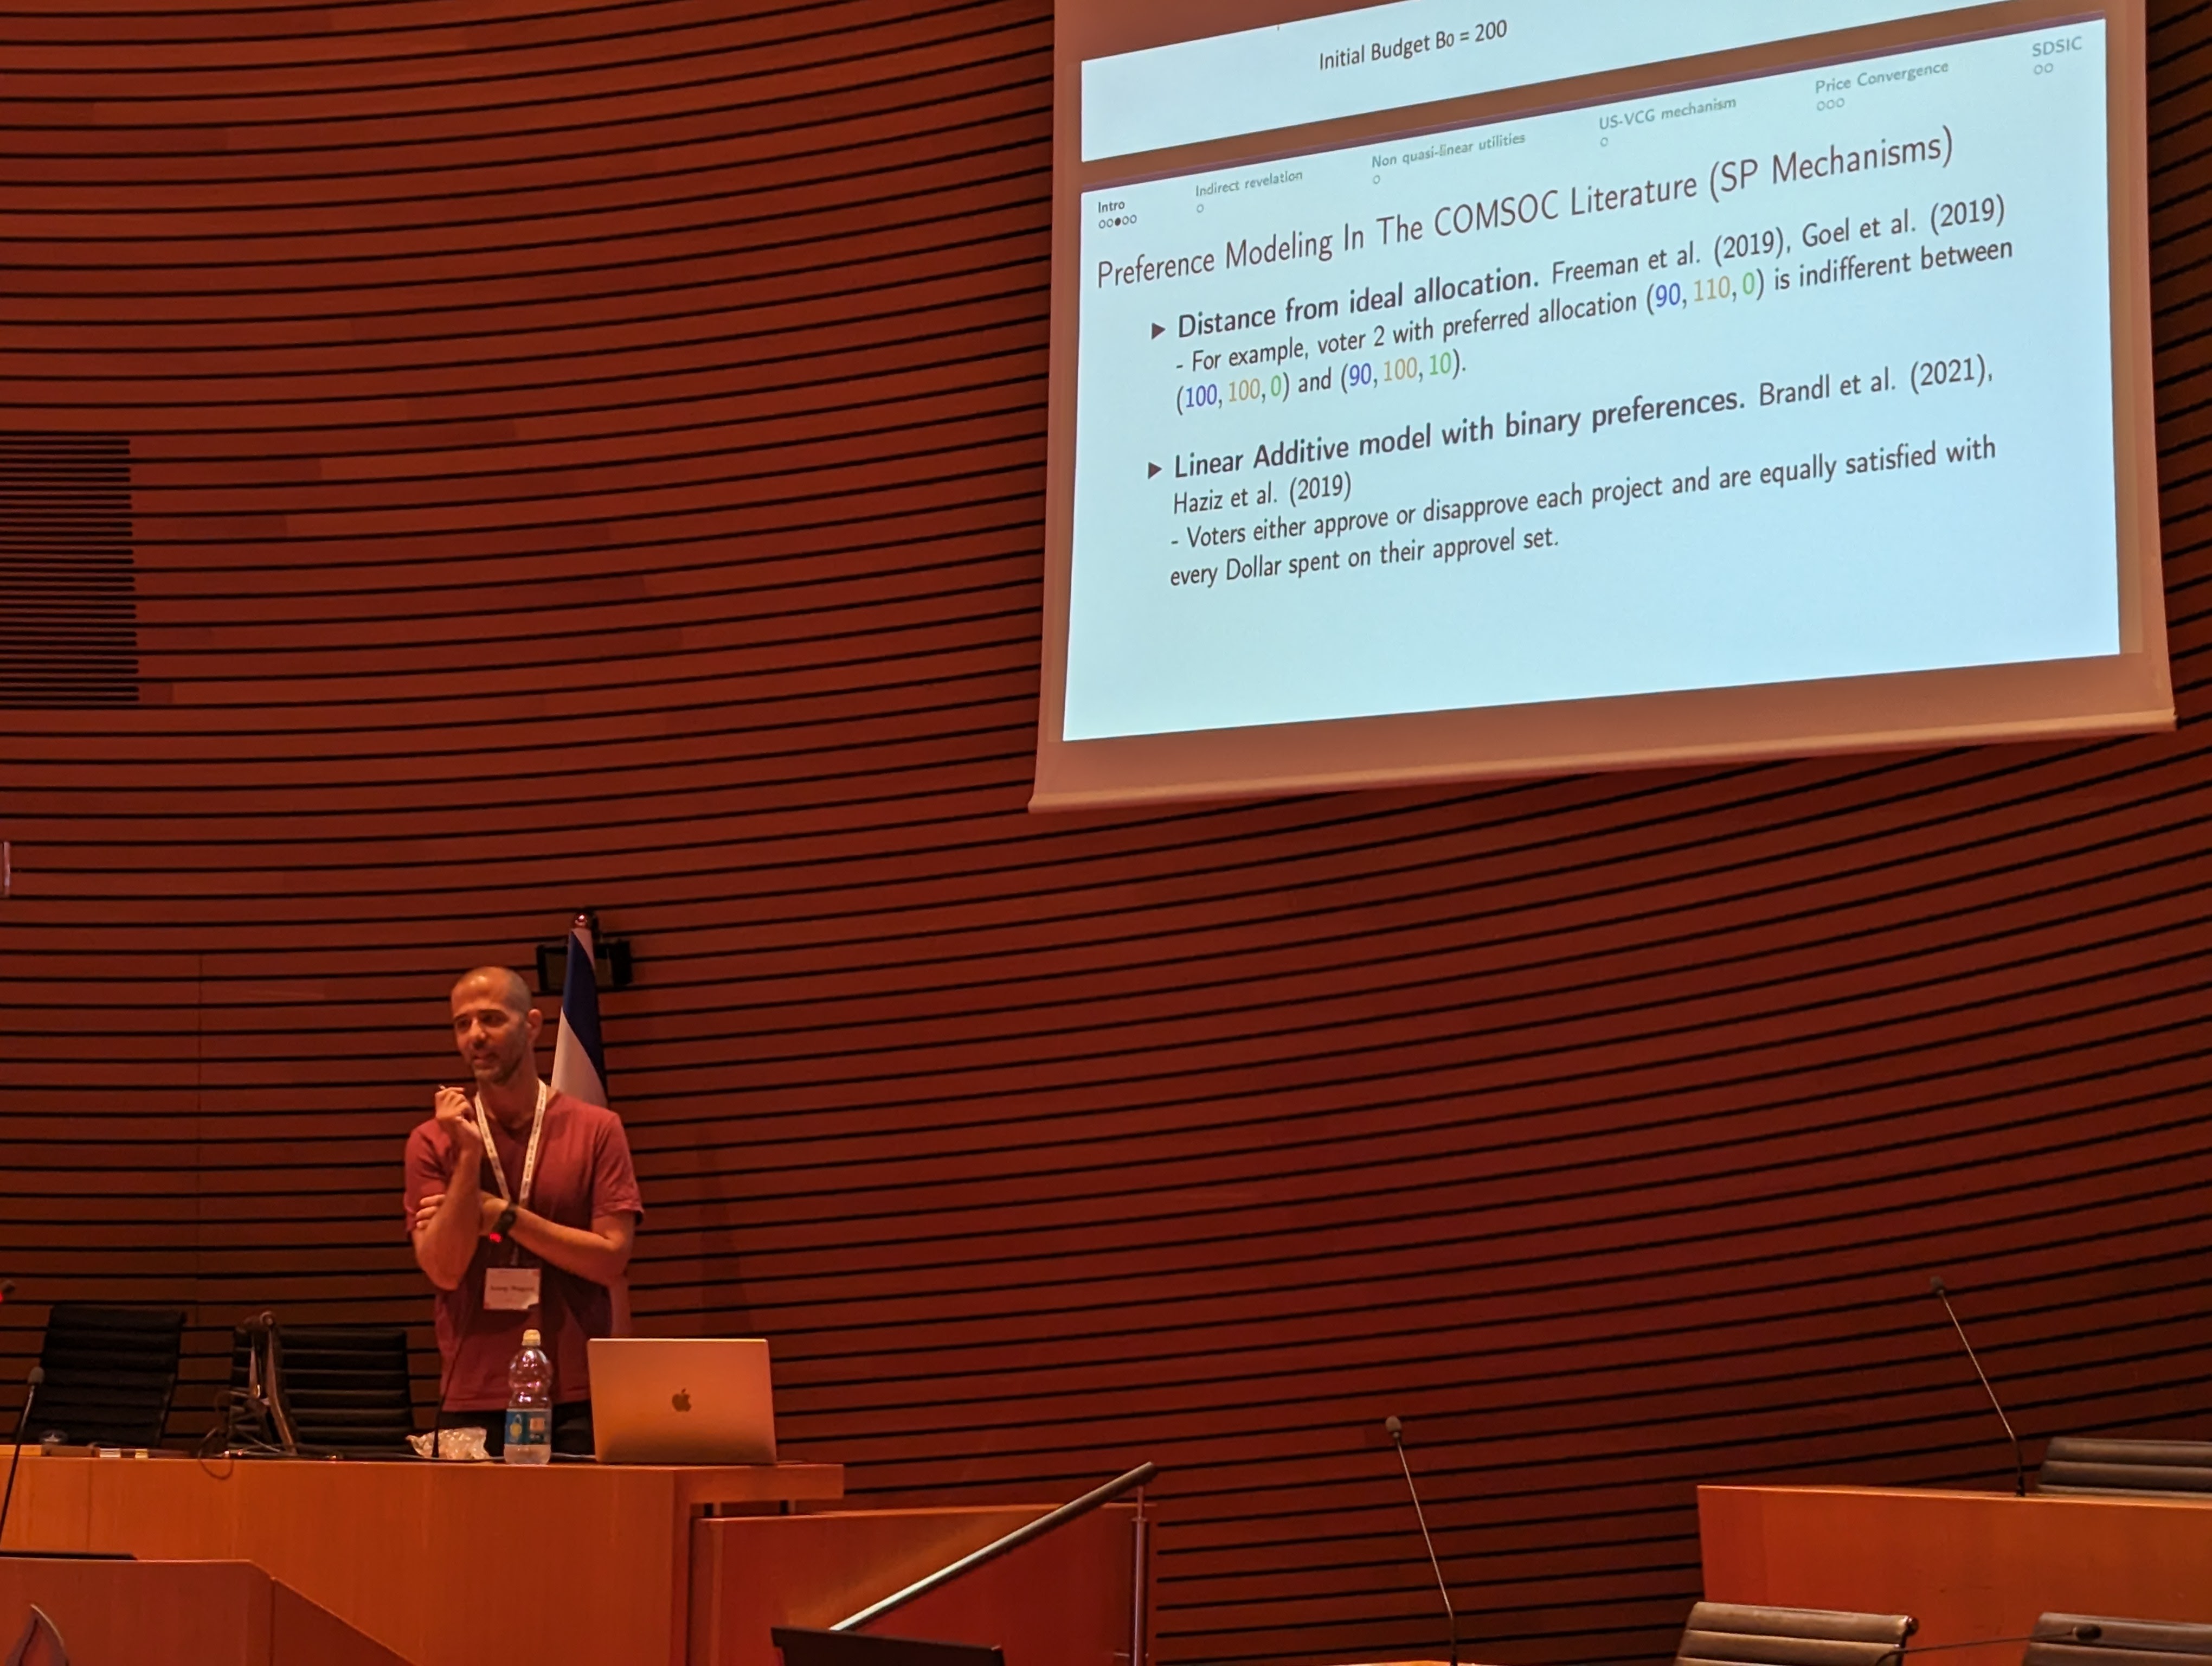 Initial Budget B0 = 200
Intro
Indirect revelation
Non quasi-linear utilities
US-VCG mechanism
Price Convergence
SDSIC
Preference Modeling In The COMSOC Literature (SP Mechanisms)
▶ Distance from ideal allocation. Freeman et al. (2019), Goel et al. (2019)
- For example, voter 2 with preferred allocation (90, 110, 0) is indifferent between
(100, 100, 0) and (90, 100, 10).
▶ Linear Additive model with binary preferences. Brandl et al. (2021),
Haziz et al. (2019)
- Voters either approve or disapprove each project and are equally satisfied with
every Dollar spent on their approvel set.